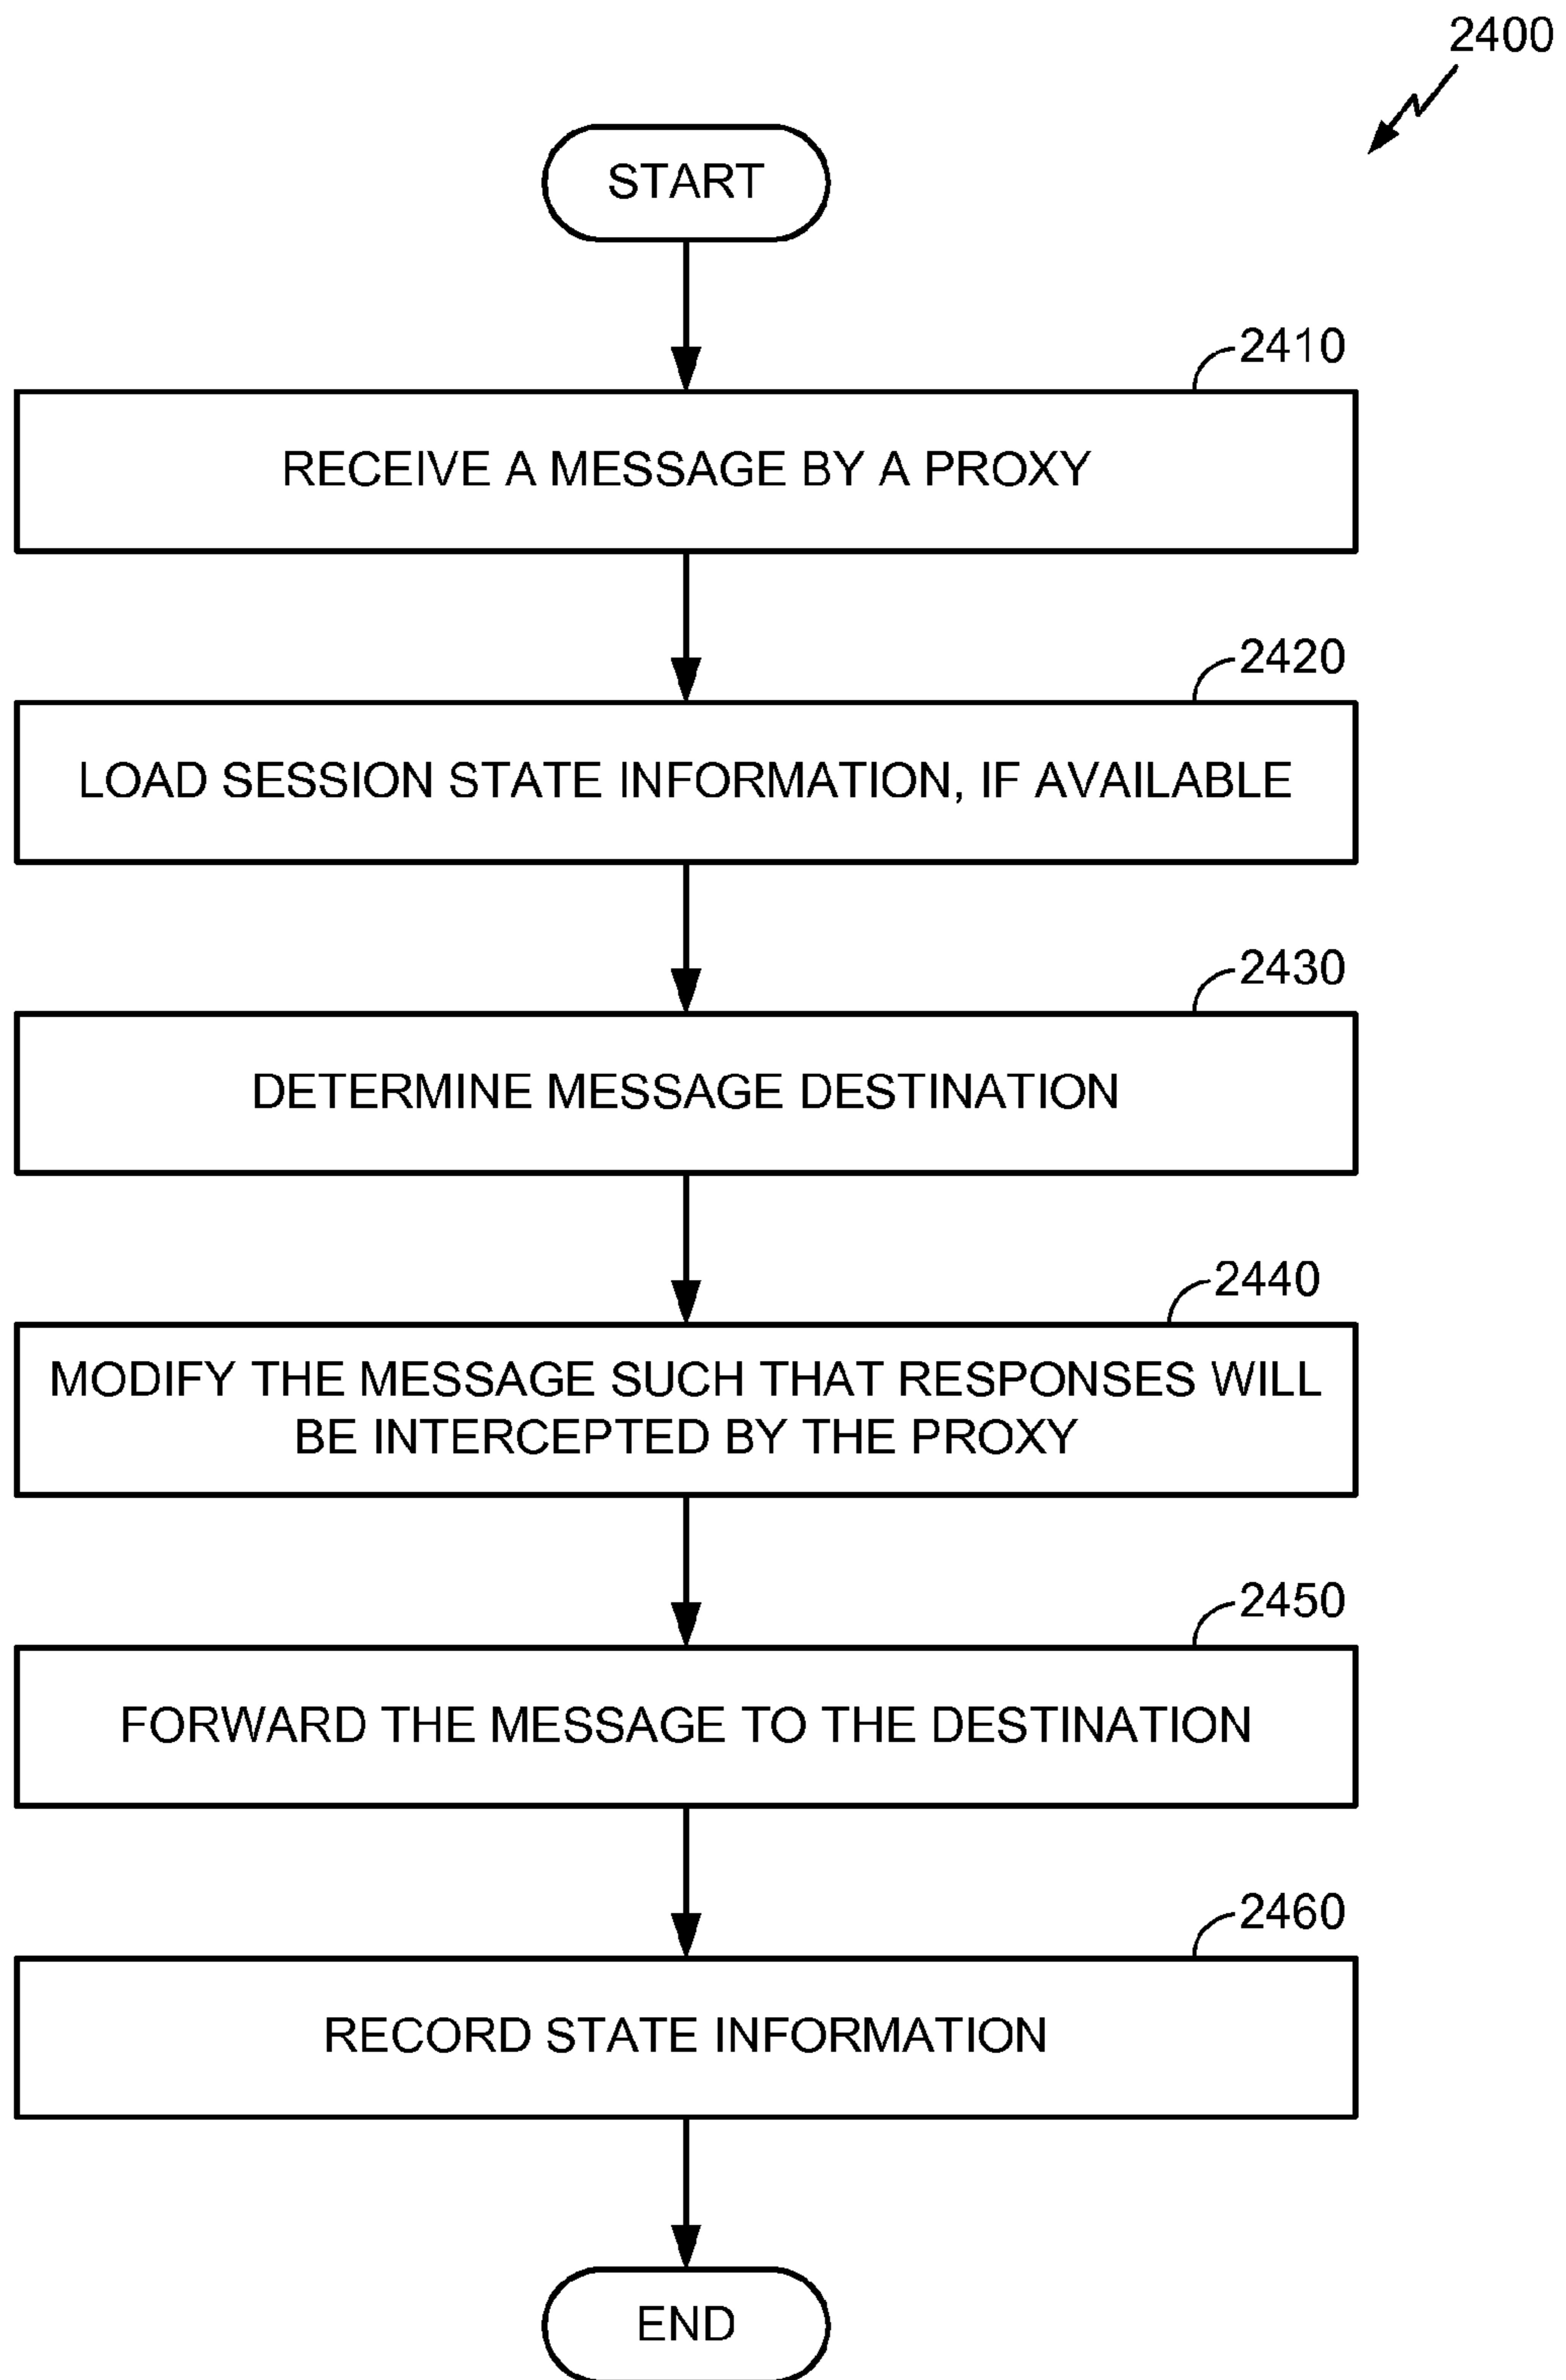 2400
START
2410
RECEIVE A MESSAGE BY A PROXY
2420
LOAD SESSION STATE INFORMATION, IF AVAILABLE
2430
DETERMINE MESSAGE DESTINATION
2440
MODIFY THE MESSAGE SUCH THAT RESPONSES WILL
BE INTERCEPTED BY THE PROXY
2450
FORWARD THE MESSAGE TO THE DESTINATION
2460
RECORD STATE INFORMATION
END